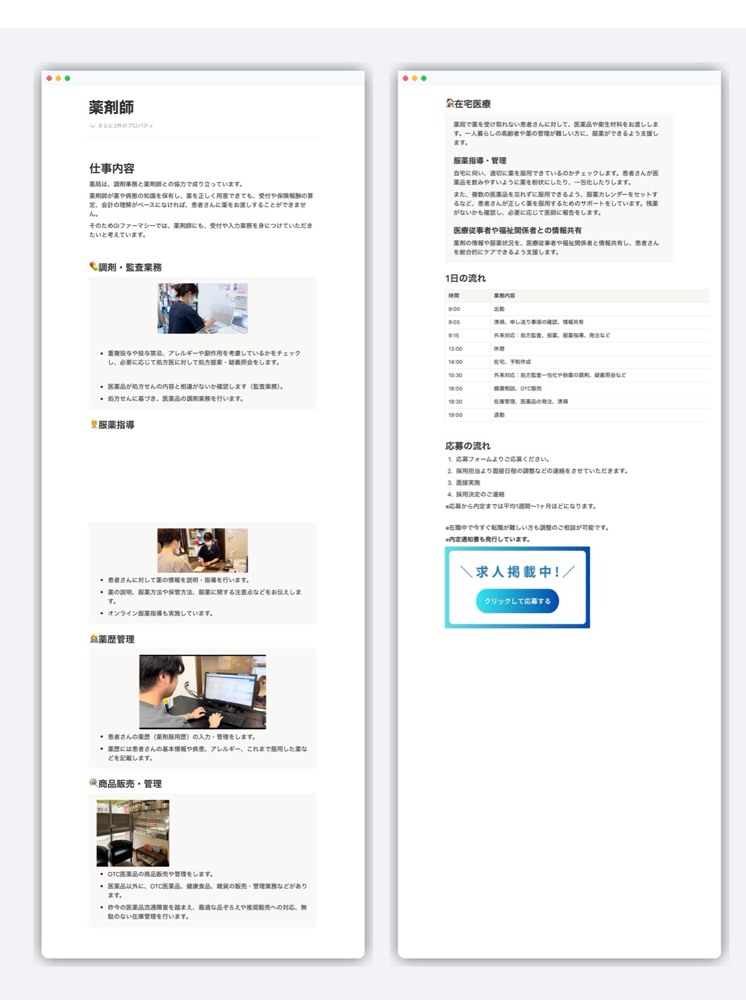 薬剤師
さらに3件のプロパティ
仕事内容
薬局は、調剤事務と薬剤師との協力で成り立っています。
薬剤師が薬や病態の知識を保有し、薬を正しく用意できても、受付や保険報酬の算
定、会計の理解がベースになければ、患者さんに薬をお渡しすることができませ
ん。
そのためGIファーマシーでは、薬剤師にも、受付や入力業務を身につけていただき
たいと考えています。
💊調剤・監査業務
• 重複投与や投与禁忌、アレルギーや副作用を考慮しているかをチェック
し、必要に応じて処方医に対して処方提案・疑義照会をします。
• 医薬品が処方せんの内容と相違がないか確認します（監査業務）。
• 処方せんに基づき、医薬品の調剤業務を行います。
服薬指導
• 患者さんに対して薬の情報を説明・指導を行います。
• 薬の説明、服薬方法や保管方法、服薬に関する注意点などをお伝えしま
す。
• オンライン服薬指導も実施しています。
薬歴管理
• 患者さんの薬歴（薬剤服用歴）の入力・管理をします。
• 薬歴には患者さんの基本情報や疾患、アレルギー、これまで服用した薬な
どを記載します。
商品販売・管理
• OTC医薬品の商品販売や管理をします。
• 医薬品以外に、OTC医薬品、健康食品、雑貨の販売・管理業務などがあり
ます。
• 昨今の医薬品流通障害を踏まえ、最適な品ぞろえや推奨販売への対応、無
駄のない在庫管理を行います。
🏠在宅医療
薬局で薬を受け取れない患者さんに対して、医薬品や衛生材料をお渡ししま
す。一人暮らしの高齢者や薬の管理が難しい方に、服薬ができるよう支援し
ます。
服薬指導・管理
自宅に伺い、適切に薬を服用できているのかチェックします。患者さんが医
薬品を飲みやすいように薬を粉状にしたり、一包化したりします。
また、複数の医薬品を忘れずに服用できるよう、服薬カレンダーをセットす
るなど、患者さんが正しく薬を服用するためのサポートをしています。残薬
がないかも確認し、必要に応じて医師に報告をします。
医療従事者や福祉関係者との情報共有
薬剤の情報や服薬状況を、医療従事者や福祉関係者と情報共有し、患者さん
を総合的にケアできるよう支援します。
1日の流れ
時間 業務内容
9:00 出勤
9:05 清掃、申し送り事項の確認、情報共有
9:15 外来対応：処方監査、投薬、服薬指導、発注など
13:00 休憩
14:00 在宅、予制作成
15:30 外来対応：処方監査一包化や粉薬の調剤、疑義照会など
18:00 健康相談、OTC販売
18:30 在庫管理、医薬品の発注、清掃
19:00 退勤
応募の流れ
1. 応募フォームよりご応募ください。
2. 採用担当より面接日程の調整などの連絡をさせていただきます。
3. 面接実施
4. 採用決定のご連絡
※応募から内定までは平均1週間〜1ヶ月ほどになります。
※在職中で今すぐ転職が難しい方も調整のご相談が可能です。
※内定通知書も発行しています。
＼求人掲載中!／
クリックして応募する